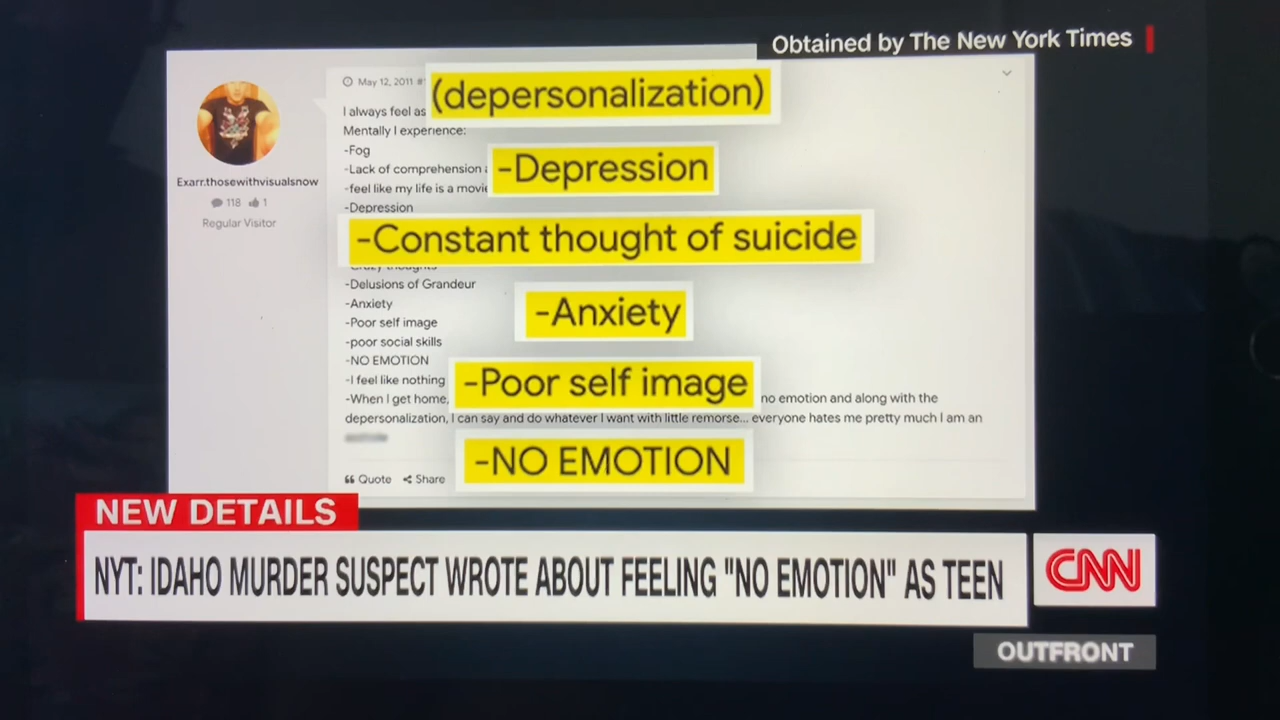 Obtained by The New York Times
May 12, 2011
(depersonalization)
I always feel as
Mentally I experience:
-Fog
-Lack of comprehension
-Depression
-feel like my life is a movie
-Depression
-Constant thought of suicide
-Crazy thoughts
-Delusions of Grandeur
-Anxiety
-Anxiety
-Poor self image
-poor social skills
-NO EMOTION
-I feel like nothing
-Poor self image
-When I get home, no emotion and along with the
depersonalization, I can say and do whatever I want with little remorse... everyone hates me pretty much I am an
-NO EMOTION
Quote Share
Exarr.thosewithvisualsnow
118 1
Regular Visitor
NEW DETAILS
NYT: IDAHO MURDER SUSPECT WROTE ABOUT FEELING "NO EMOTION" AS TEEN
CNN
OUTFRONT